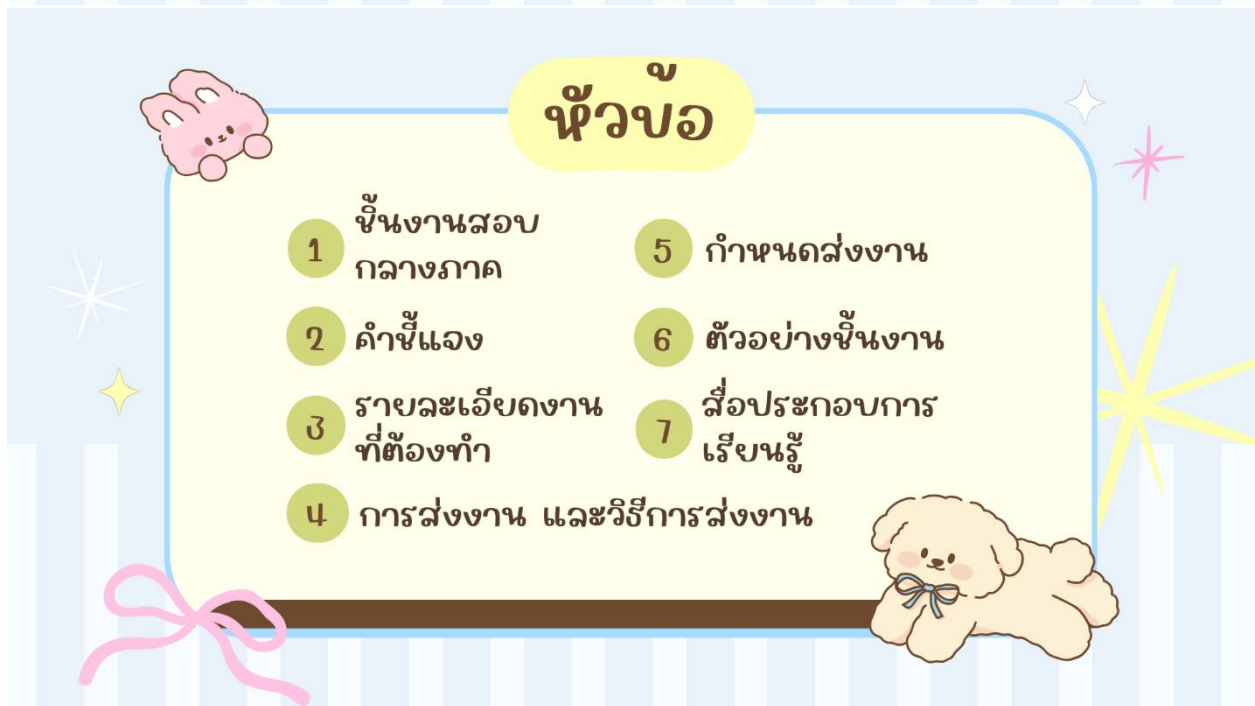 หัวข้อ
1 ชิ้นงานสอบ
กลางภาค
2 คำชี้แจง
3 รายละเอียดงาน
ที่ต้องทำ
4 การส่งงาน และวิธีการส่งงาน
5 กำหนดส่งงาน
6 ตัวอย่างชิ้นงาน
7 สื่อประกอบการ
เรียนรู้